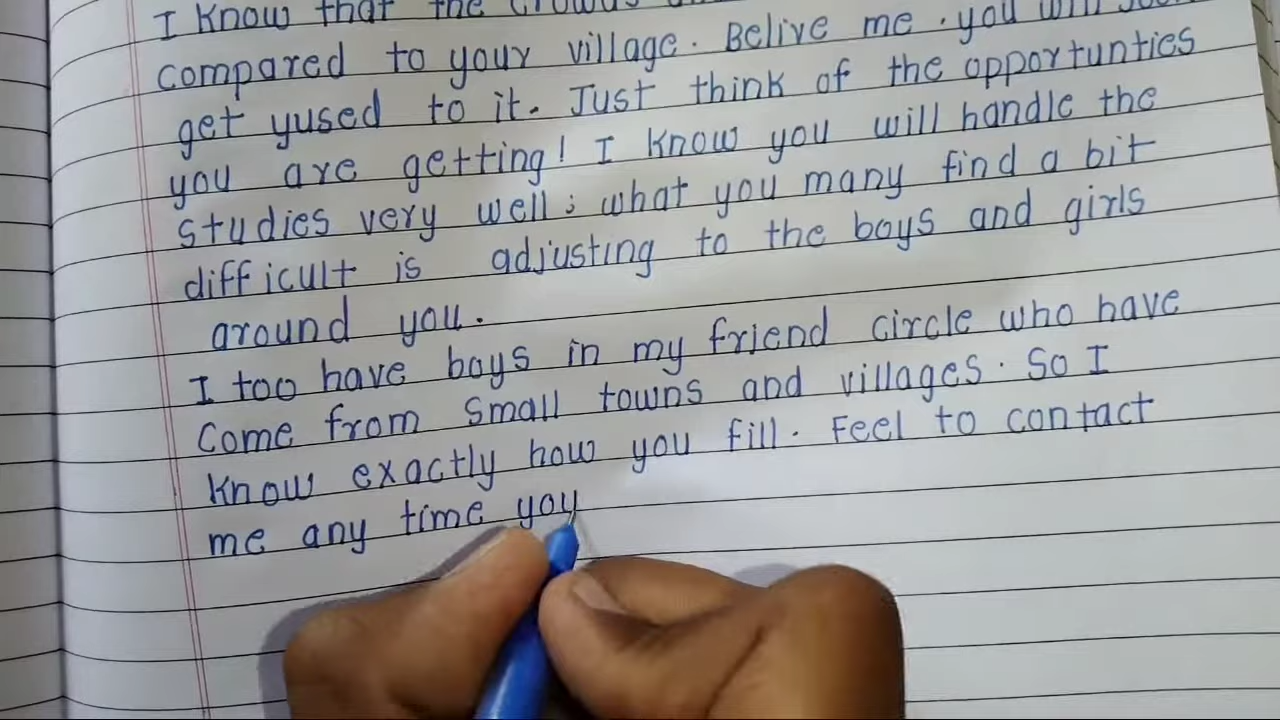 I know that the crowds
compared to your village. Belive me. you will soon
get yused to it. Just think of the opportunties
you are getting! I know you will handle the
studies very well; what you many find a bit
difficult is adjusting to the boys and girls
around you.
I too have boys in my friend circle who have
Come from small towns and villages. So I
know exactly how you fill. Feel to contact
me any time you